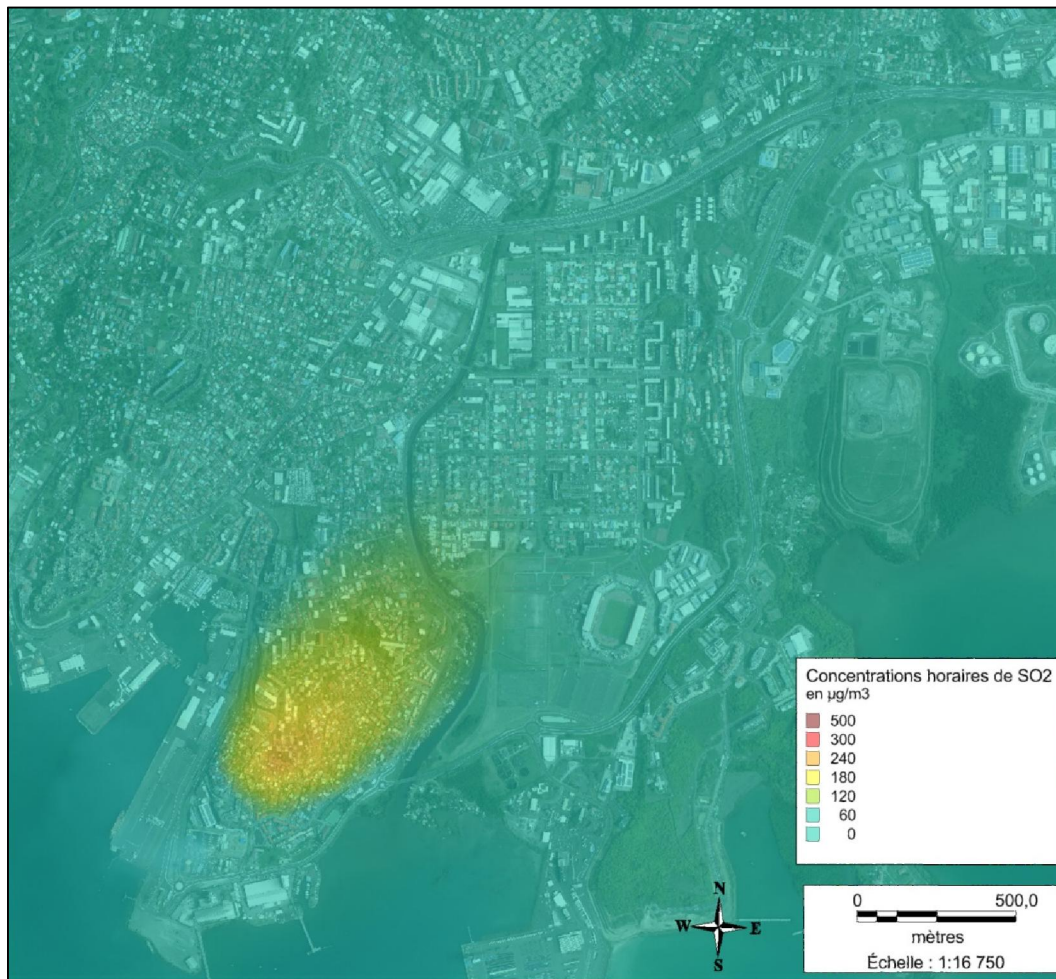 Concentrations horaires de SO2
en µg/m3
500
300
240
180
120
60
0
N
W E
S
0 500,0
mètres
Échelle : 1:16 750